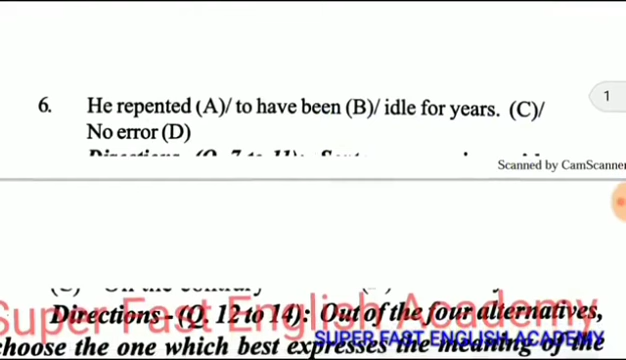 6. He repented (A)/ to have been (B)/ idle for years. (C)/
1
No error (D)
Scanned by CamScanner
Directions - (Q. 12 to 14): Out of the four alternatives,
Super Fast English Academy
choose the one which best expresses the meaning of the
SUPER FAST ENGLISH ACADEMY